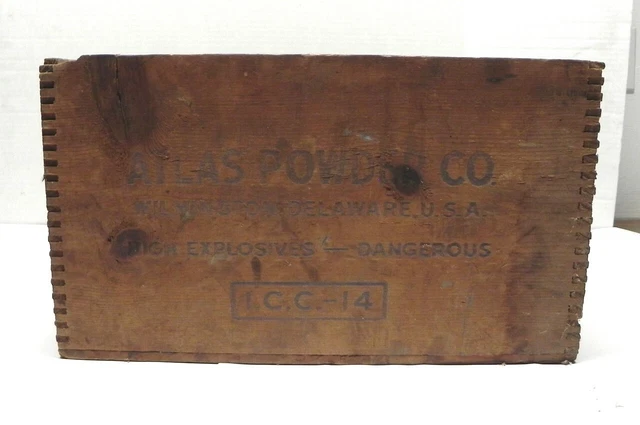 ATLAS POWDER CO.
WILMINGTON, DELAWARE, U.S.A.
HIGH EXPLOSIVES — DANGEROUS
I.C.C.-14